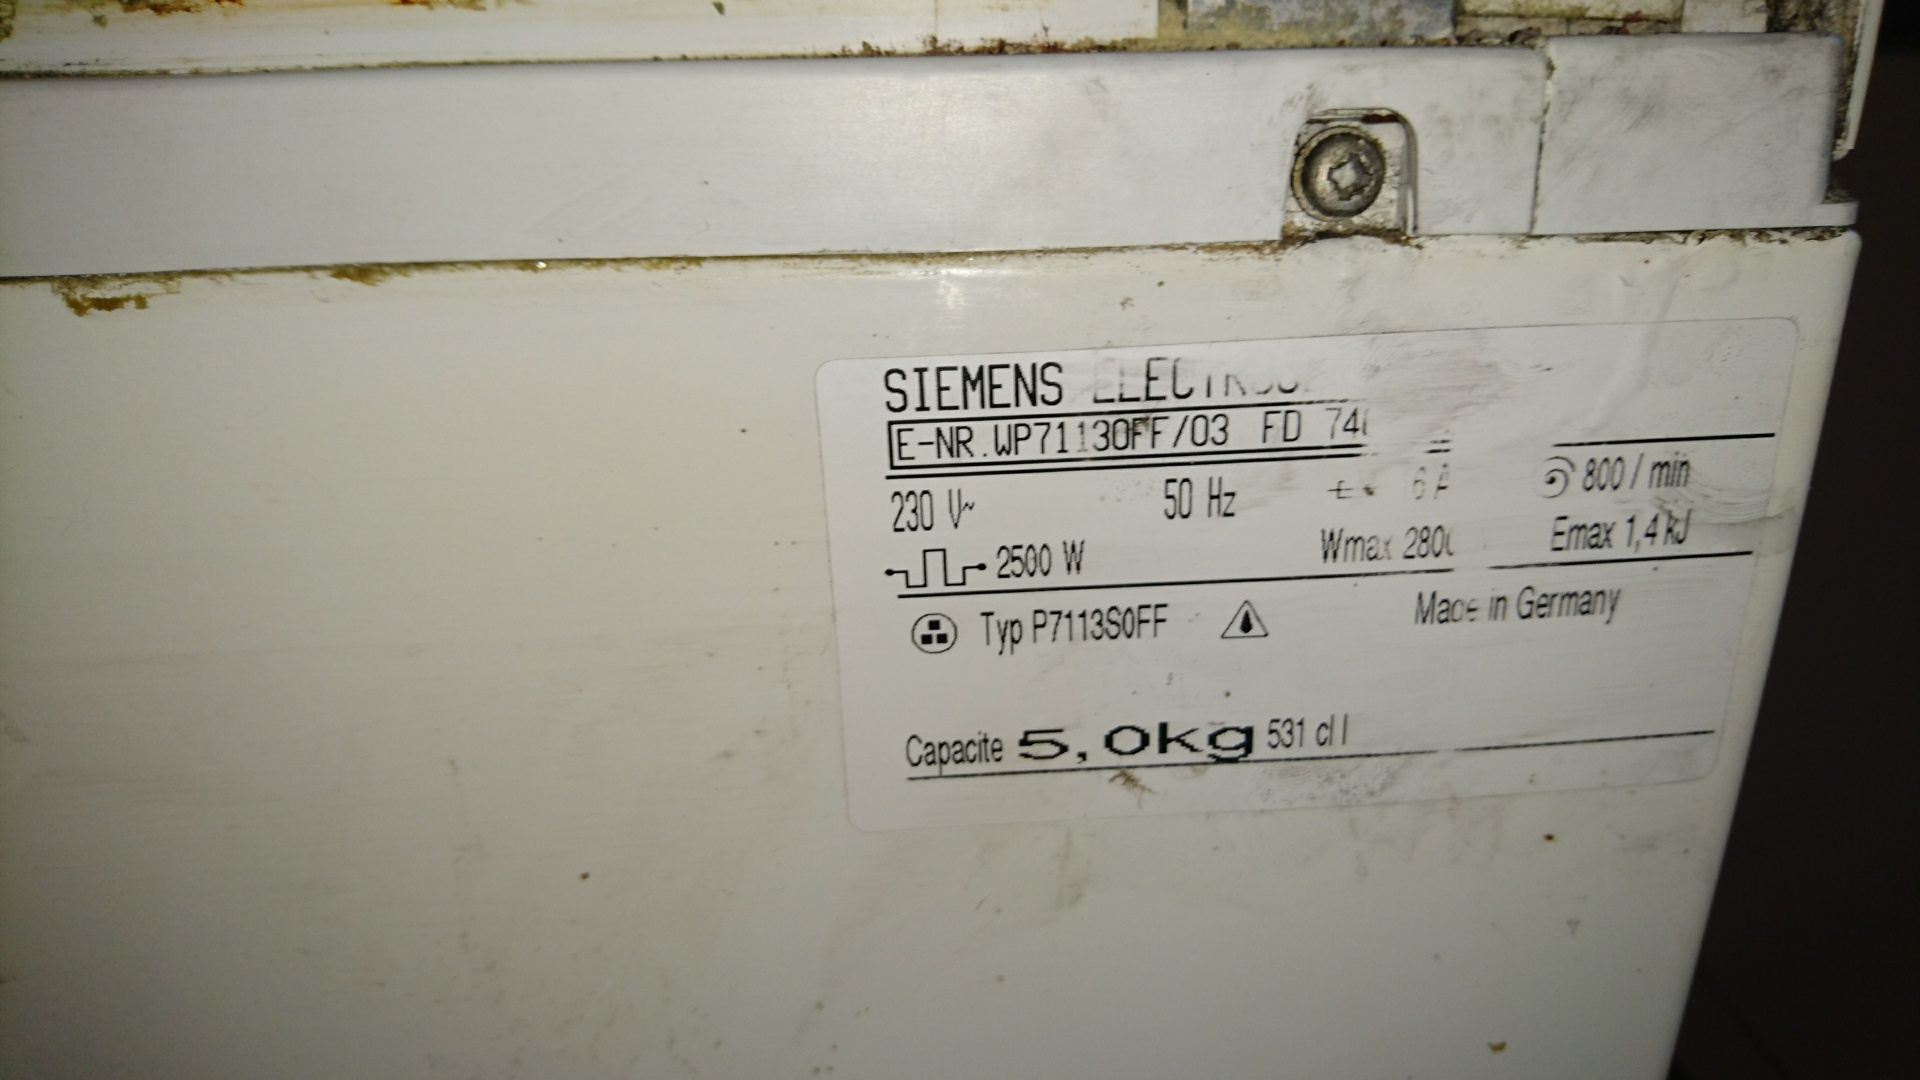 SIEMENS
E-NR.WP71130FF/03 FD
230 V~ 50 Hz 800 / min
2500 W Wmax Emax 1,4 kJ
Typ P7113S0FF Made in Germany
Capacite 5,0kg 531 cl I